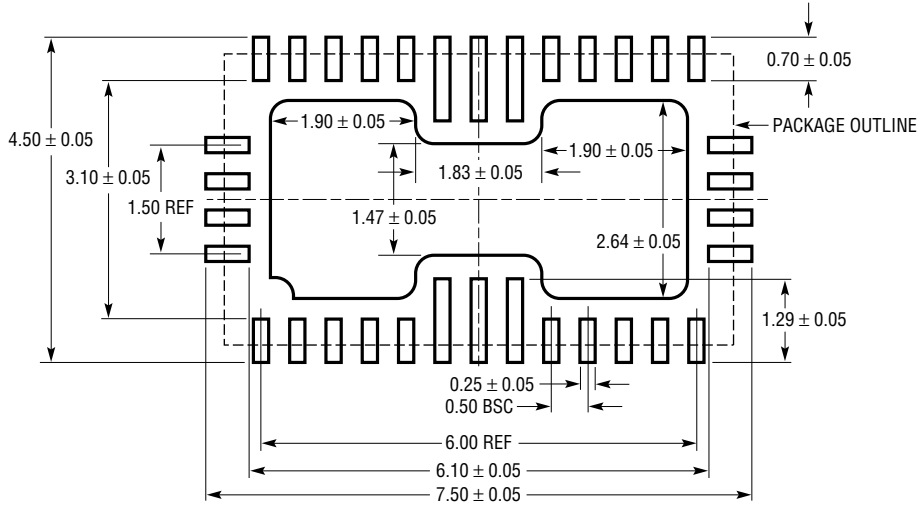 0.70 ± 0.05
PACKAGE OUTLINE
1.90 ± 0.05
4.50 ± 0.05
1.90 ± 0.05
3.10 ± 0.05
1.83 ± 0.05
1.50 REF
1.47 ± 0.05
2.64 ± 0.05
1.29 ± 0.05
0.25 ± 0.05
0.50 BSC
6.00 REF
6.10 ± 0.05
7.50 ± 0.05